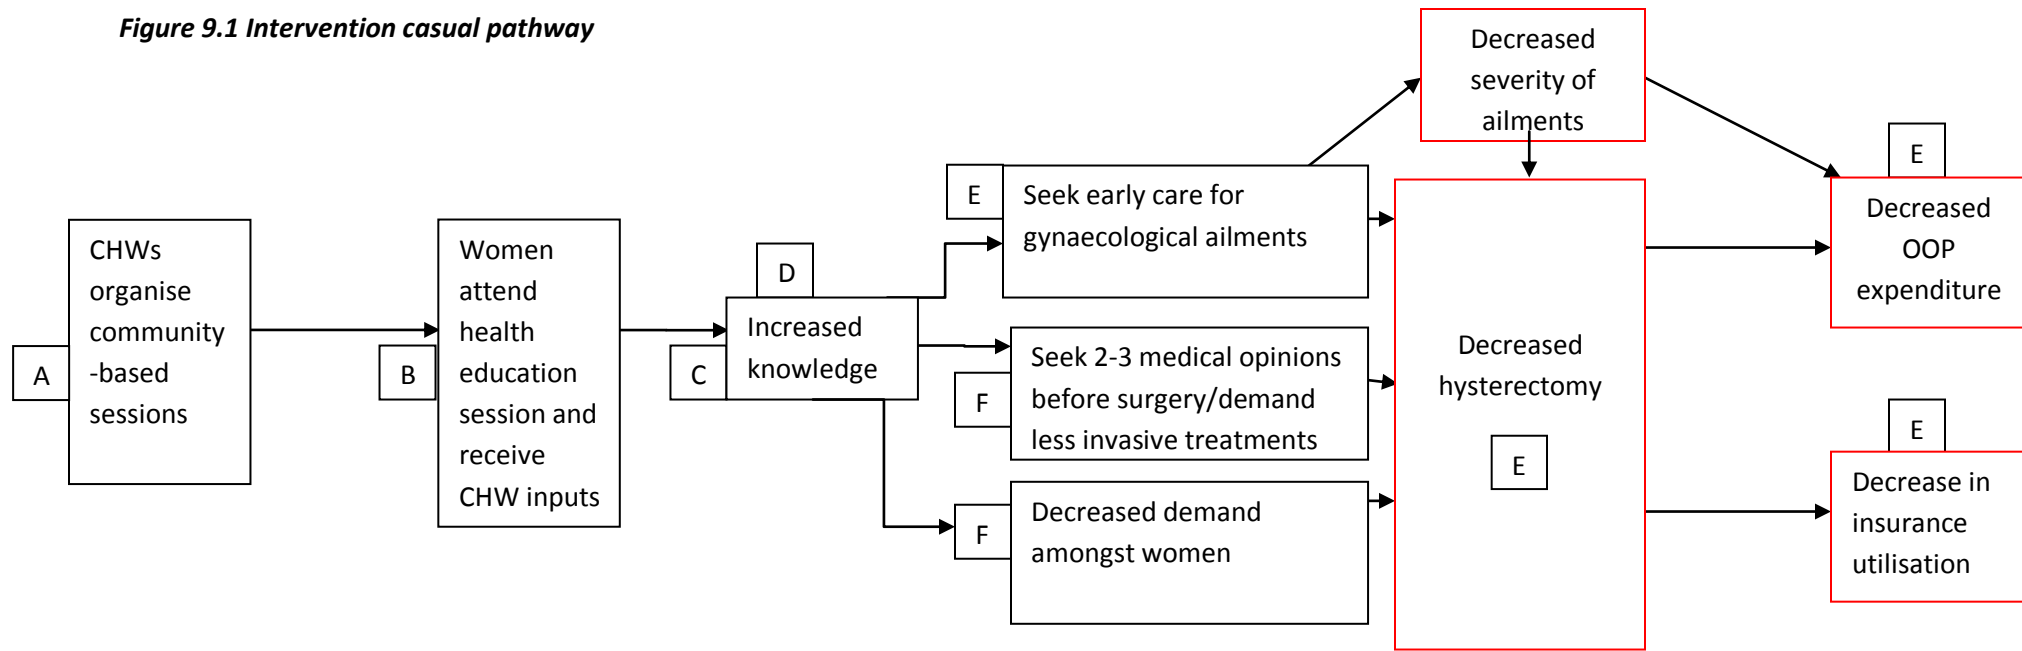 Figure 9.1 Intervention casual pathway
A
CHWs
organise
community
-based
sessions
B
Women
attend
health
education
session and
receive
CHW inputs
C
D
Increased
knowledge
E
Seek early care for
gynaecological ailments
F
Seek 2-3 medical opinions
before surgery/demand
less invasive treatments
F
Decreased demand
amongst women
Decreased
severity of
ailments
Decreased
hysterectomy
E
E
Decreased
OOP
expenditure
E
Decrease in
insurance
utilisation